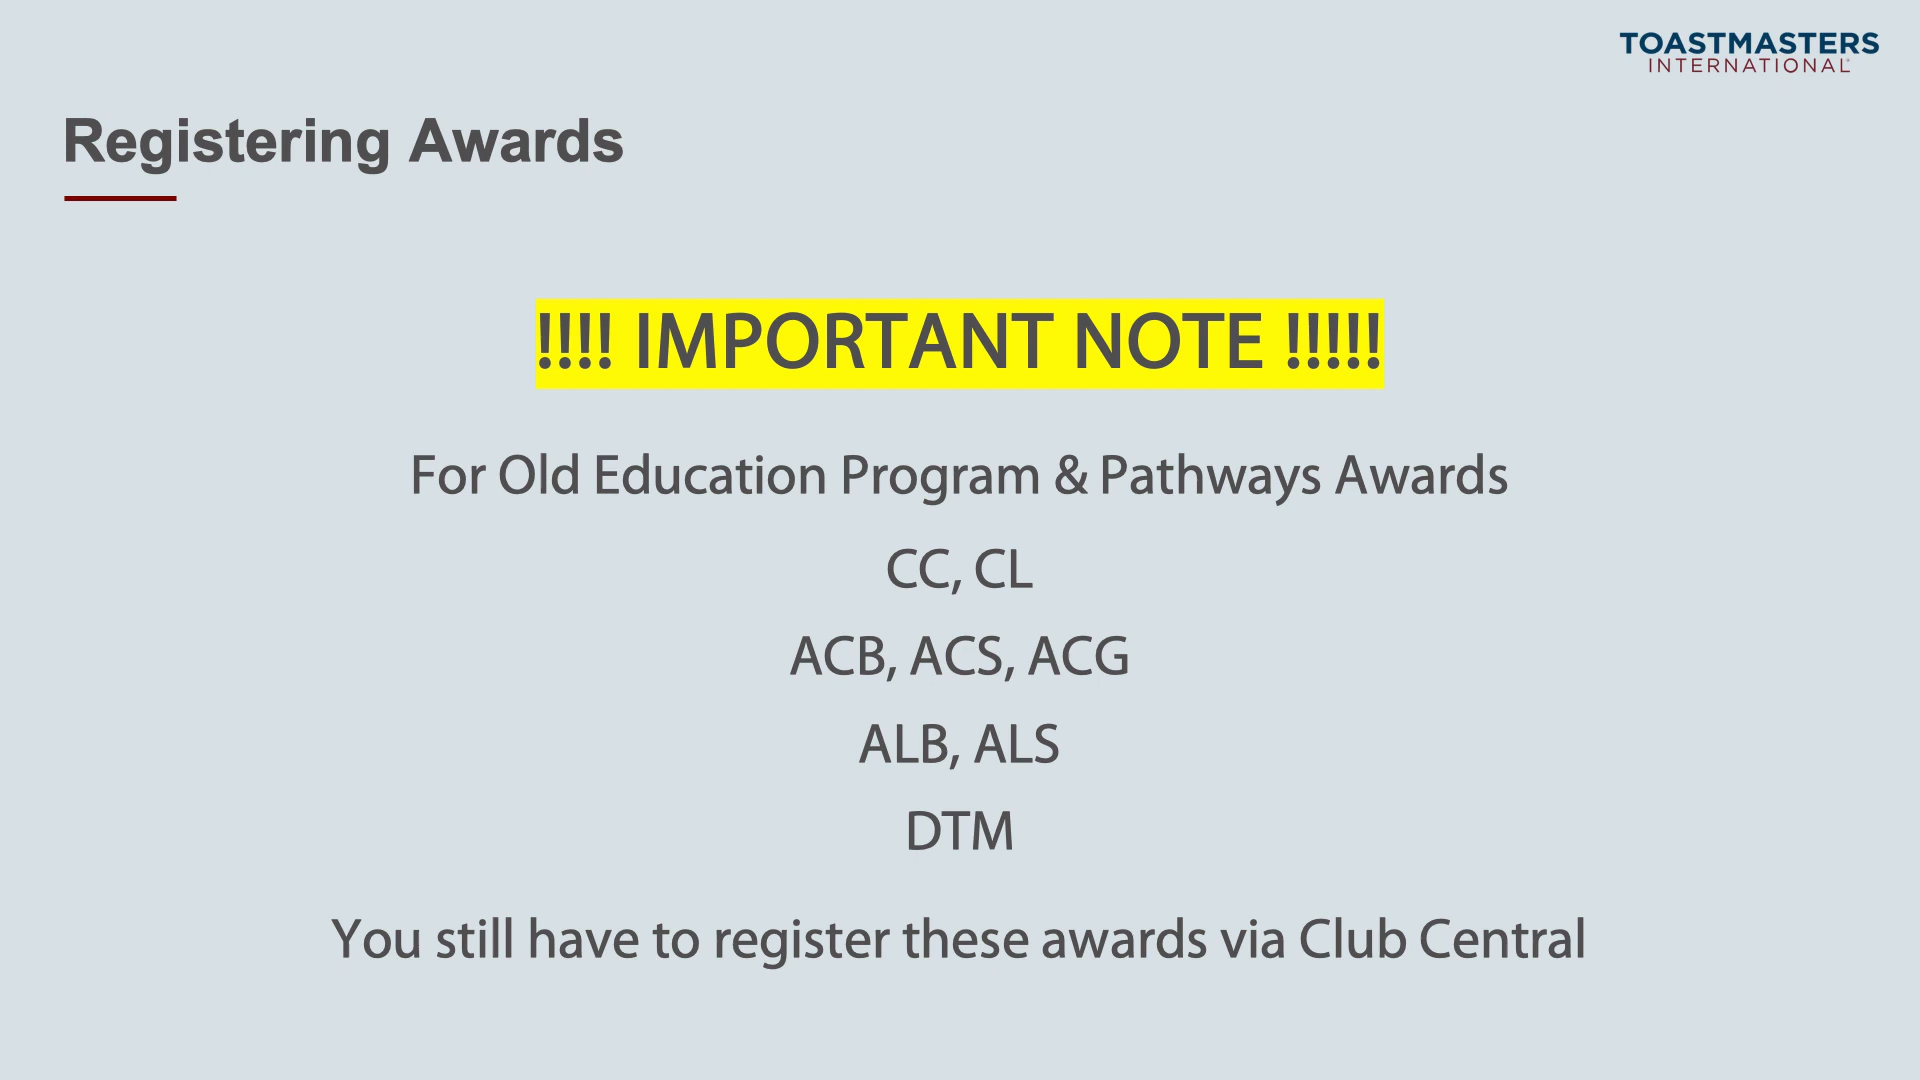 TOASTMASTERS
INTERNATIONAL
Registering Awards
!!!! IMPORTANT NOTE !!!!!
For Old Education Program & Pathways Awards
CC, CL
ACB, ACS, ACG
ALB, ALS
DTM
You still have to register these awards via Club Central